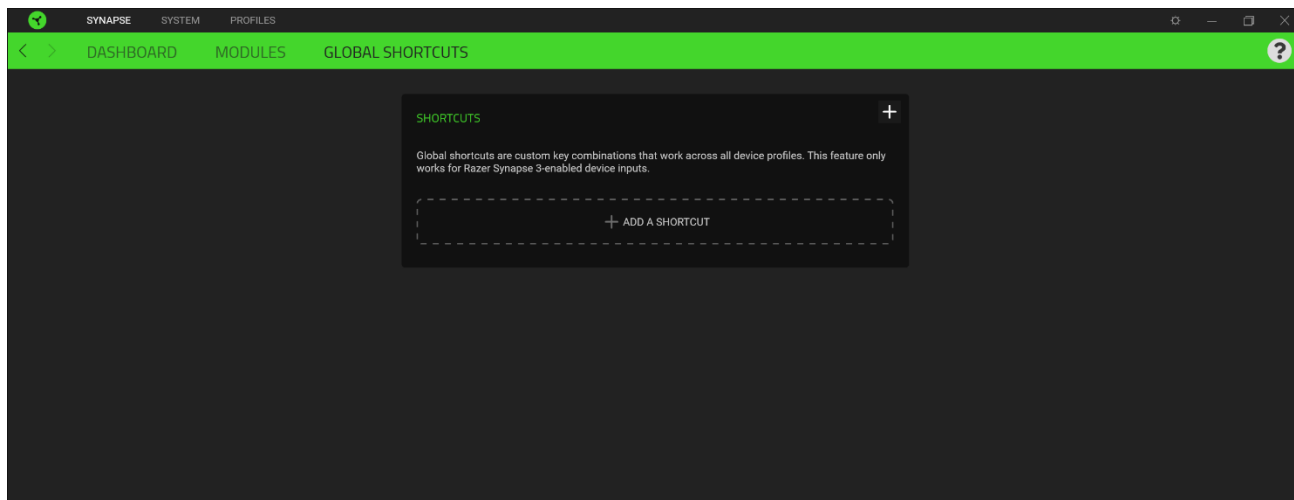 SYNAPSE SYSTEM PROFILES
DASHBOARD MODULES GLOBAL SHORTCUTS ?
SHORTCUTS
Global shortcuts are custom key combinations that work across all device profiles. This feature only
works for Razer Synapse 3-enabled device inputs.
ADD A SHORTCUT